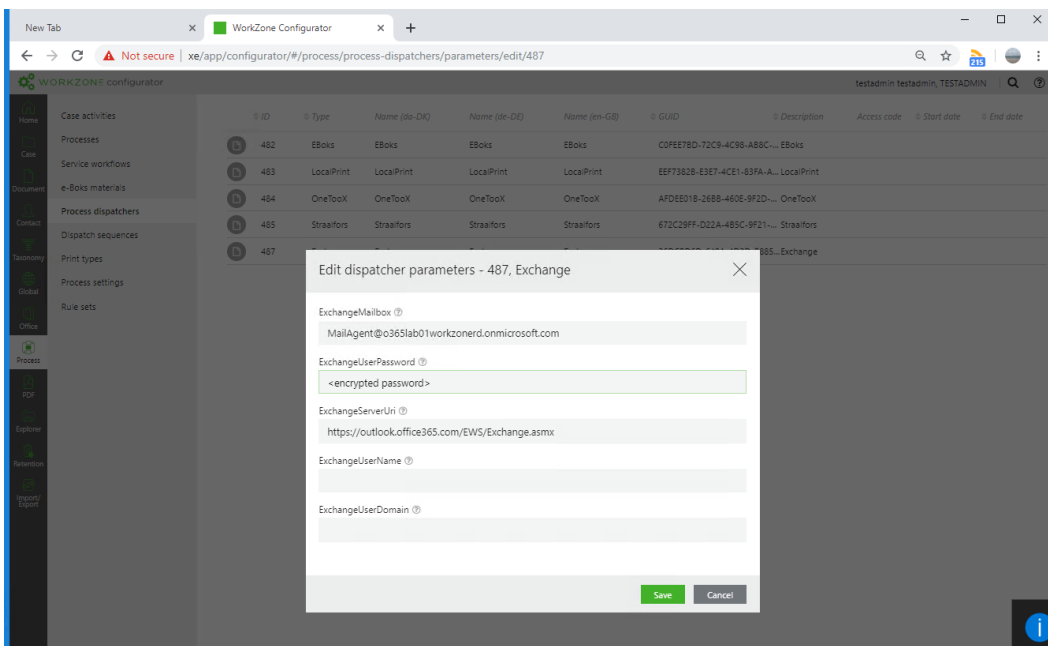 New Tab
WorkZone Configurator
Not secure | xe/app/configurator/#/process/process-dispatchers/parameters/edit/487
215
WORKZONE configurator
testadmin testadmin, TESTADMIN
Home
Case
Document
Contact
Taxonomy
Global
Office
Process
PDF
Explorer
Retention
Import/
Export
Case activities
Processes
Service workflows
e-Boks materials
Process dispatchers
Dispatch sequences
Print types
Process settings
Rule sets
ID Type Name (da-DK) Name (de-DE) Name (en-GB) GUID Description Access code Start date End date
482 EBoks EBoks EBoks EBoks C0FEE78D-72C9-4C98-AB8C-... EBoks
483 LocalPrint LocalPrint LocalPrint LocalPrint EEF7382B-E3E7-4CE1-83FA-A... LocalPrint
484 OneTooX OneTooX OneTooX OneTooX AFDEE01B-26B8-460E-9F2D-... OneTooX
485 Straalfors Straalfors Straalfors Straalfors 672C29FF-D22A-4B5C-9F21-... Straalfors
487 885... Exchange
Edit dispatcher parameters - 487, Exchange
ExchangeMailbox
MailAgent@o365lab01workzonerd.onmicrosoft.com
ExchangeUserPassword
<encrypted password>
ExchangeServerUri
https://outlook.office365.com/EWS/Exchange.asmx
ExchangeUserName
ExchangeUserDomain
Save Cancel